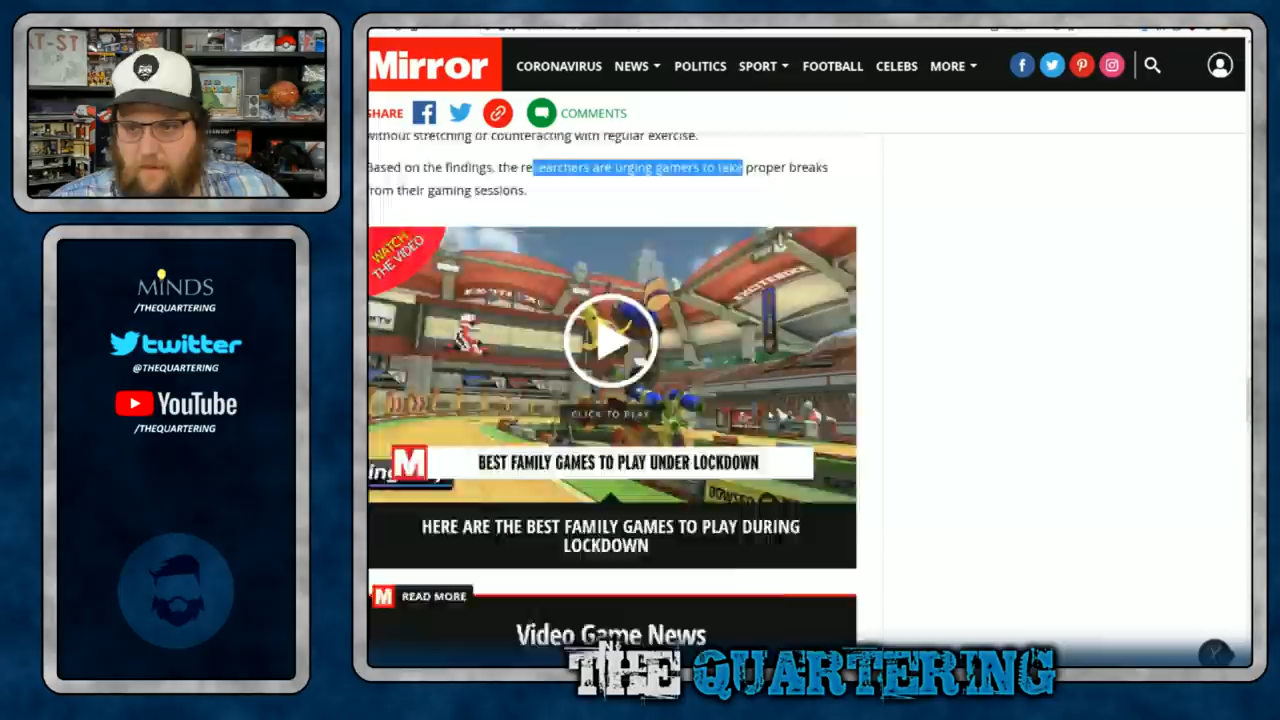 T-ST
MINDS
/THEQUARTERING
twitter
@THEQUARTERING
YouTube
/THEQUARTERING
Mirror
CORONAVIRUS NEWS POLITICS SPORT FOOTBALL CELEBS MORE
SHARE COMMENTS
without stretching or counteracting with regular exercise.
Based on the findings, the researchers are urging gamers to take proper breaks
from their gaming sessions.
WATCH
THE VIDEO
CLICK TO PLAY
M BEST FAMILY GAMES TO PLAY UNDER LOCKDOWN
ing
BOWSER
HERE ARE THE BEST FAMILY GAMES TO PLAY DURING
LOCKDOWN
M READ MORE
Video Game News
THE QUARTERING